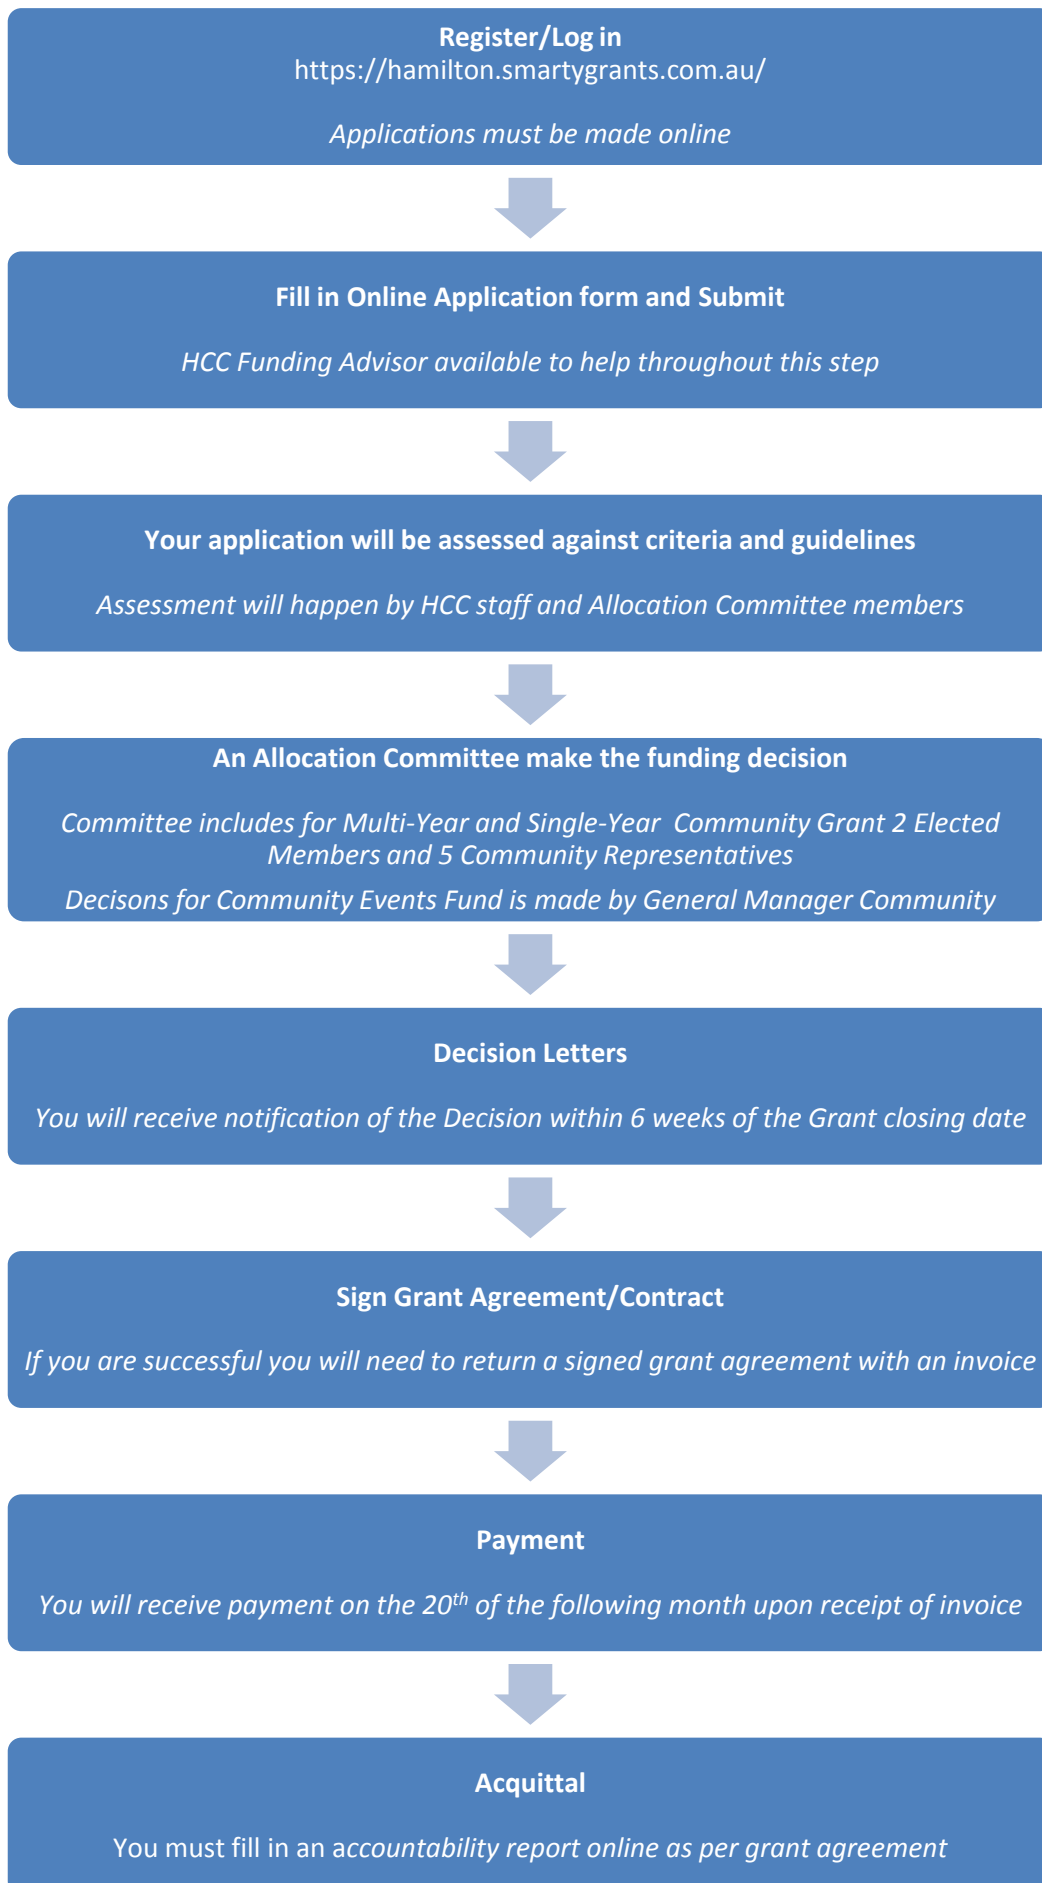 Register/Log in
https://hamilton.smartygrants.com.au/
Applications must be made online
Fill in Online Application form and Submit
HCC Funding Advisor available to help throughout this step
Your application will be assessed against criteria and guidelines
Assessment will happen by HCC staff and Allocation Committee members
An Allocation Committee make the funding decision
Committee includes for Multi-Year and Single-Year  Community Grant 2 Elected
Members and 5 Community Representatives
Decisons for Community Events Fund is made by General Manager Community
Decision Letters
You will receive notification of the Decision within 6 weeks of the Grant closing date
Sign Grant Agreement/Contract
If you are successful you will need to return a signed grant agreement with an invoice
Payment
You will receive payment on the 20th of the following month upon receipt of invoice
Acquittal
You must fill in an accountability report online as per grant agreement